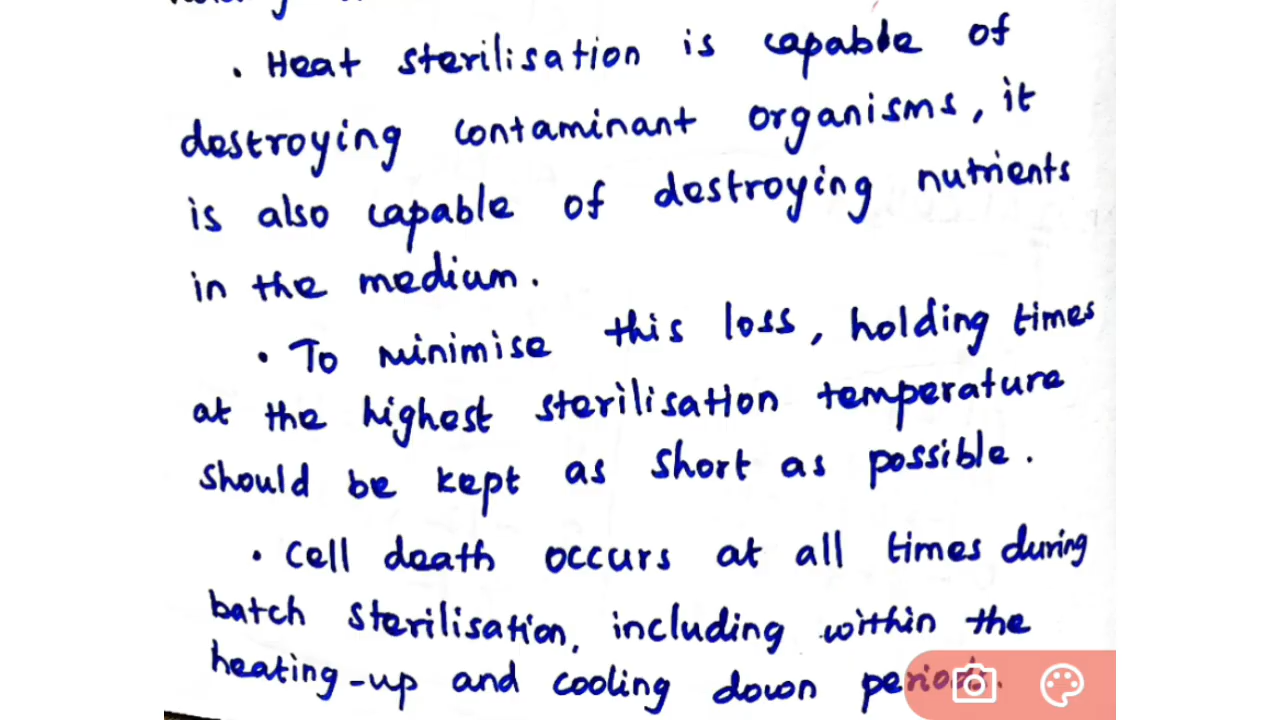 • Heat sterilisation is capable of
destroying contaminant organisms, it
is also capable of destroying nutrients
in the medium.
• To minimise this loss, holding times
at the highest sterilisation temperature
should be kept as short as possible.
• Cell death occurs at all times during
batch sterilisation, including within the
heating-up and cooling down periods.